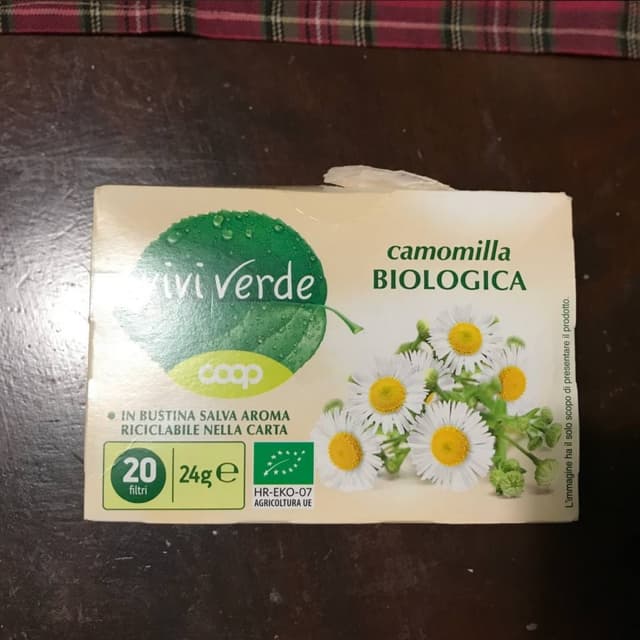 vivi verde
coop
camomilla
BIOLOGICA
• IN BUSTINA SALVA AROMA
RICICLABILE NELLA CARTA
20
filtri
24g ℮
HR-EKO-07
AGRICOLTURA UE
L'immagine ha il solo scopo di presentare il prodotto.